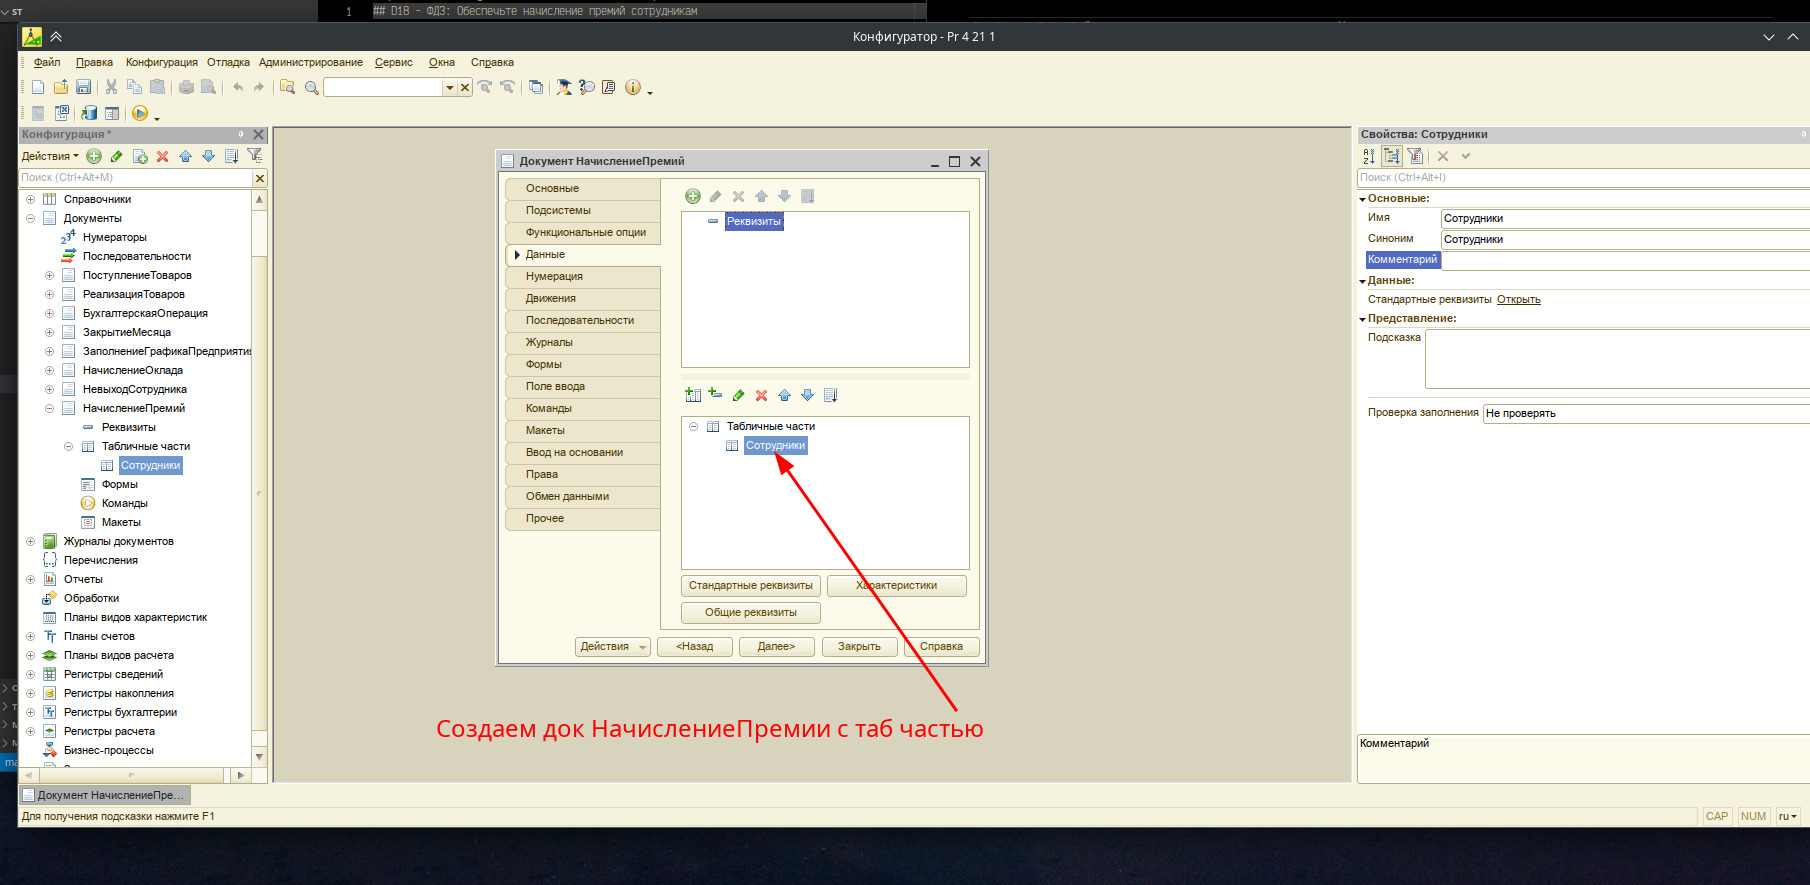 ST
1 ## D18 - ФДЗ: Обеспечьте начисление премий сотрудникам
Конфигуратор - Pr 4 21 1
Файл Правка Конфигурация Отладка Администрирование Сервис Окна Справка
Конфигурация *
Действия
Поиск (Ctrl+Alt+M)
Справочники
Документы
Нумераторы
Последовательности
ПоступлениеТоваров
РеализацияТоваров
БухгалтерскаяОперация
ЗакрытиеМесяца
ЗаполнениеГрафикаПредприятия
НачислениеОклада
НевыходСотрудника
НачислениеПремий
Реквизиты
Табличные части
Сотрудники
Формы
Команды
Макеты
Журналы документов
Перечисления
Отчеты
Обработки
Планы видов характеристик
Планы счетов
Планы видов расчета
Регистры сведений
Регистры накопления
Регистры бухгалтерии
Регистры расчета
Бизнес-процессы
Документ НачислениеПремий
Основные
Подсистемы
Функциональные опции
Данные
Нумерация
Движения
Последовательности
Журналы
Формы
Поле ввода
Команды
Макеты
Ввод на основании
Права
Обмен данными
Прочее
Реквизиты
Табличные части
Сотрудники
Стандартные реквизиты Характеристики
Общие реквизиты
Действия <Назад Далее> Закрыть Справка
Создаем док НачислениеПремии с таб частью
Свойства: Сотрудники
Поиск (Ctrl+Alt+I)
Основные:
Имя Сотрудники
Синоним Сотрудники
Комментарий
Данные:
Стандартные реквизиты Открыть
Представление:
Подсказка
Проверка заполнения Не проверять
Комментарий
Документ НачислениеПре...
Для получения подсказки нажмите F1
CAP NUM ru